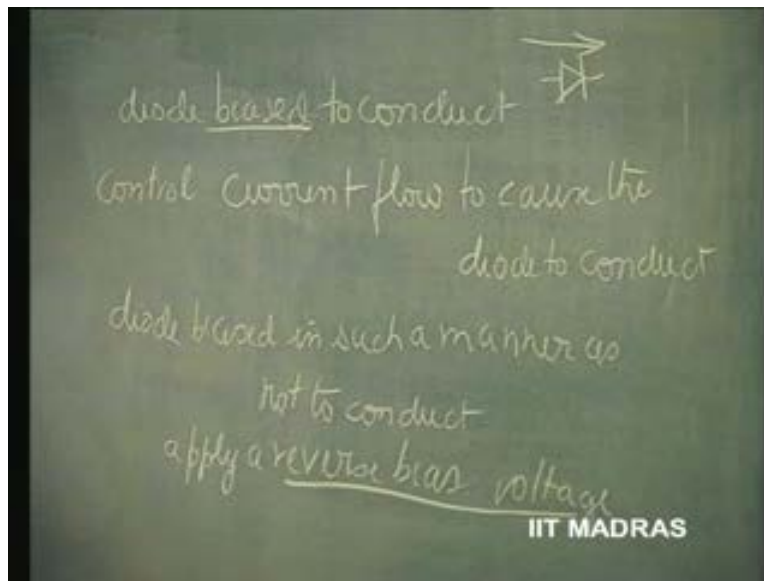 diode biased to conduct
control current flow to cause the
diode to conduct
diode biased in such a manner as
not to conduct
apply a reverse bias voltage
IIT MADRAS